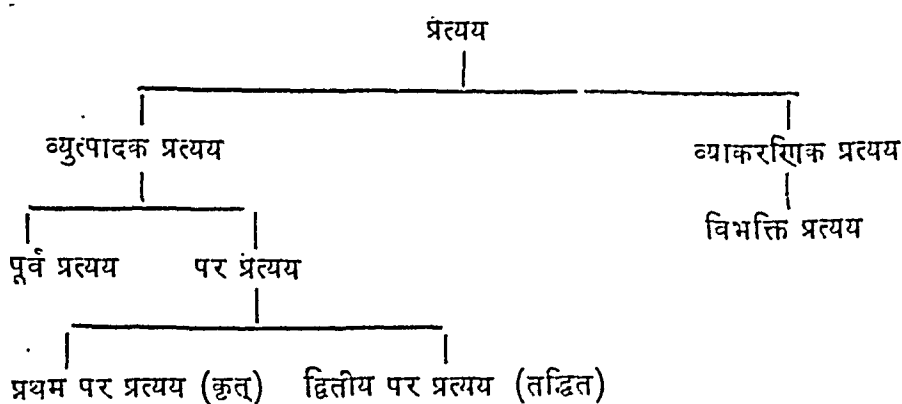 प्रत्यय
व्युत्पादक प्रत्यय व्याकरणिक प्रत्यय
विभक्ति प्रत्यय
पूर्व प्रत्यय पर प्रत्यय
प्रथम पर प्रत्यय (कृत्) द्वितीय पर प्रत्यय (तद्धित)